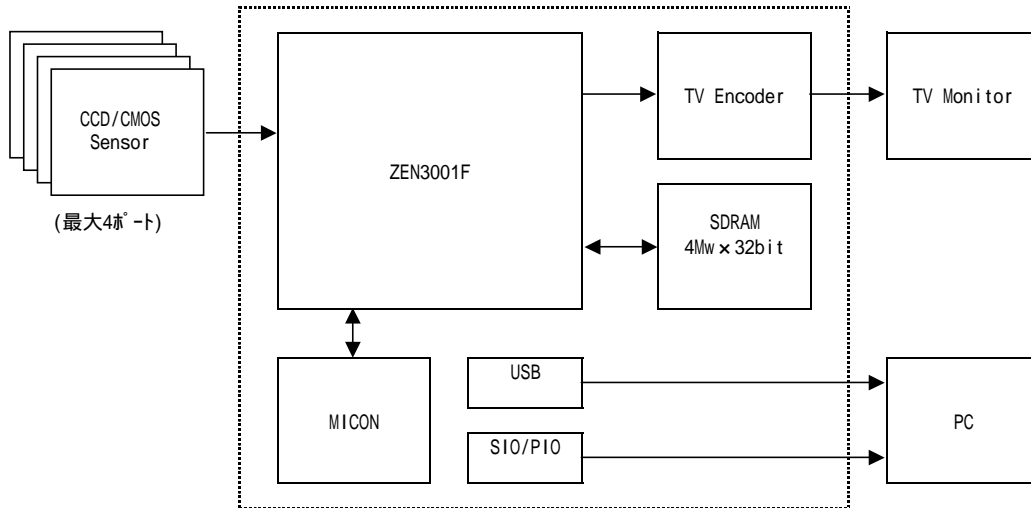 CCD/CMOS
Sensor
(最大4ﾎﾟｰﾄ)
ZEN3001F
TV Encoder
TV Monitor
SDRAM
4Mw×32bit
MICON
USB
SIO/PIO
PC